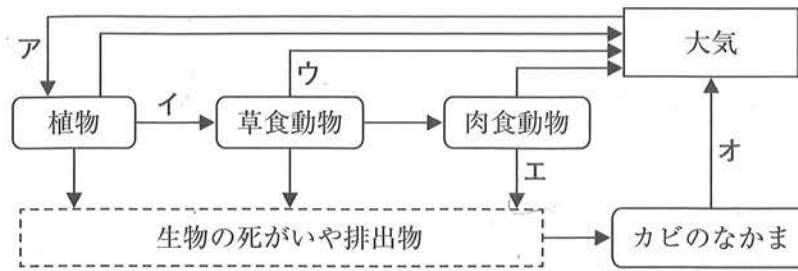 ア
大気
ウ
植物
イ
草食動物
肉食動物
エ
オ
生物の死がいや排出物
カビのなかま